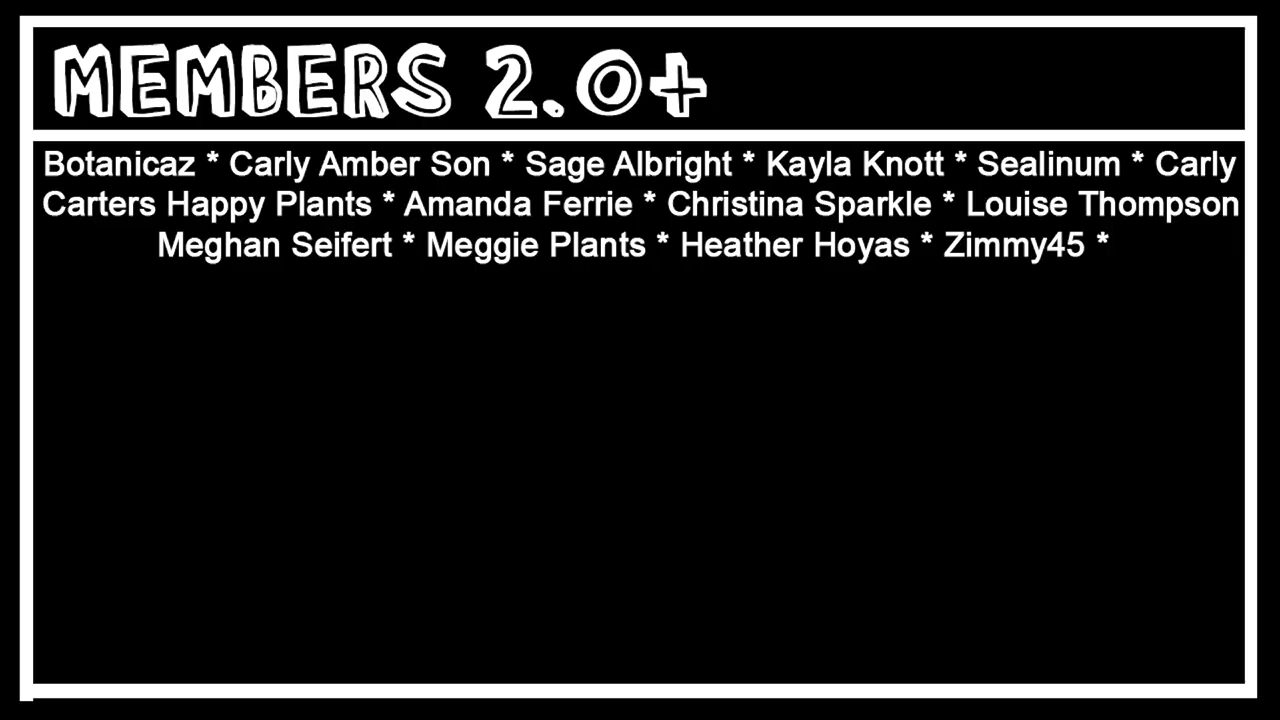 MEMBERS 2.0+
Botanicaz * Carly Amber Son * Sage Albright * Kayla Knott * Sealinum * Carly
Carters Happy Plants * Amanda Ferrie * Christina Sparkle * Louise Thompson
Meghan Seifert * Meggie Plants * Heather Hoyas * Zimmy45 *